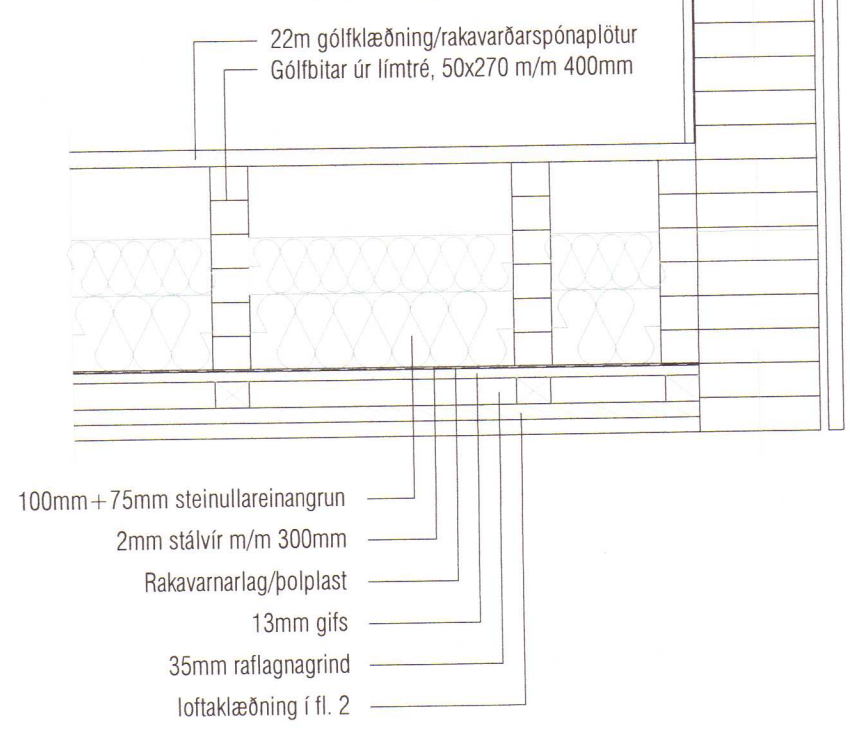 22m gólfklæðning/rakavarðarspónaplötur
Gólfbitar úr límtré, 50x270 m/m 400mm
100mm+75mm steinullareinangrun
2mm stálvír m/m 300mm
Rakavarnarlag/þolplast
13mm gifs
35mm raflagnagrind
loftaklæðning í fl. 2